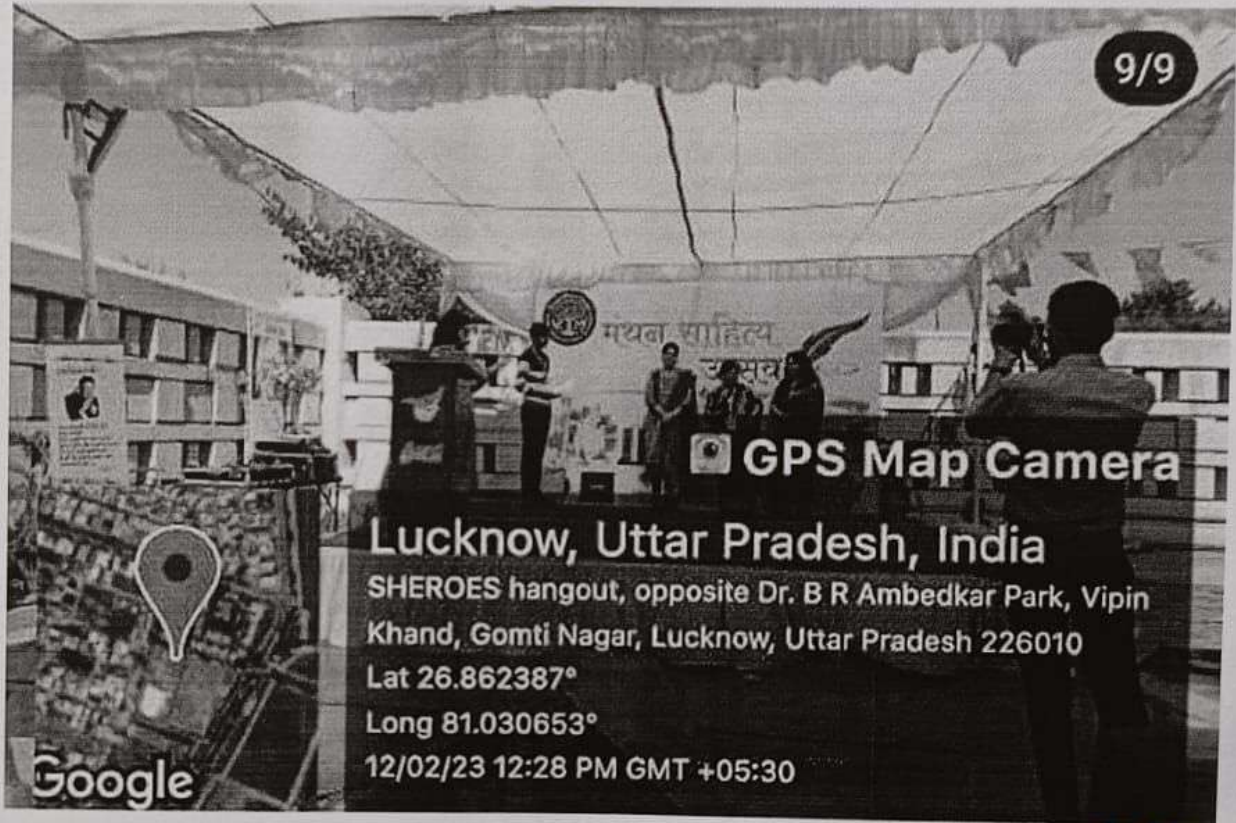 9/9
मंथन साहित्य
उत्सव
GPS Map Camera
Lucknow, Uttar Pradesh, India
SHEROES hangout, opposite Dr. B R Ambedkar Park, Vipin
Khand, Gomti Nagar, Lucknow, Uttar Pradesh 226010
Lat 26.862387°
Long 81.030653°
12/02/23 12:28 PM GMT +05:30
Google